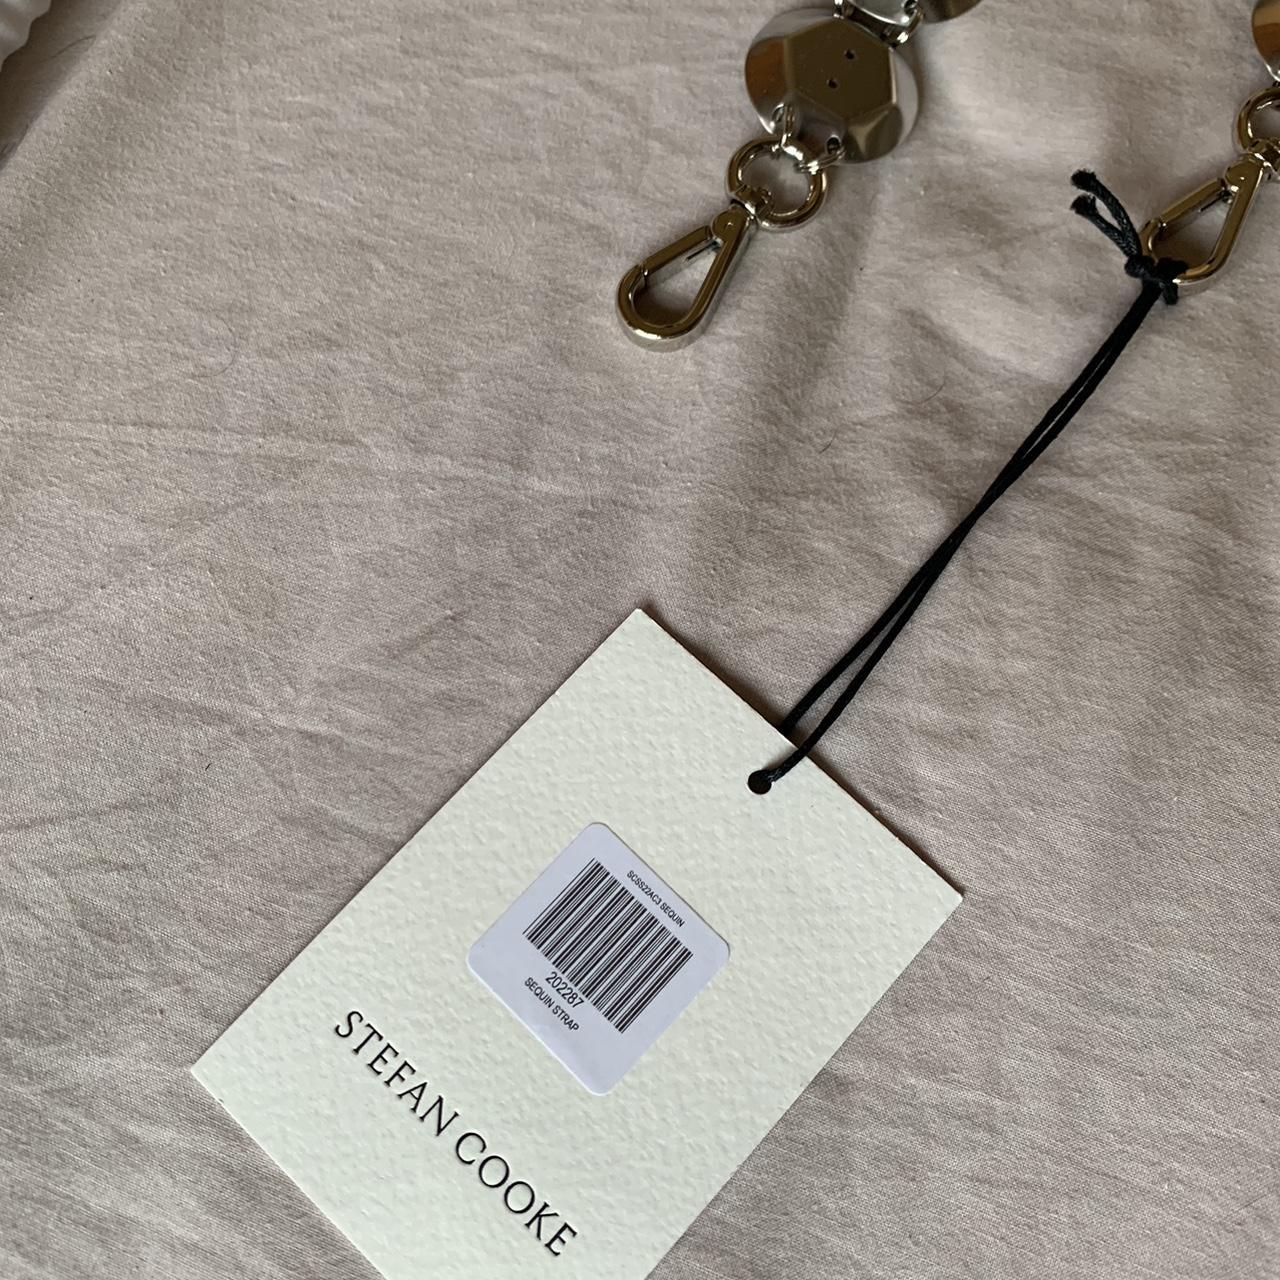 SCSS22AC3 SEQUIN
202287
SEQUIN STRAP
STEFAN COOKE